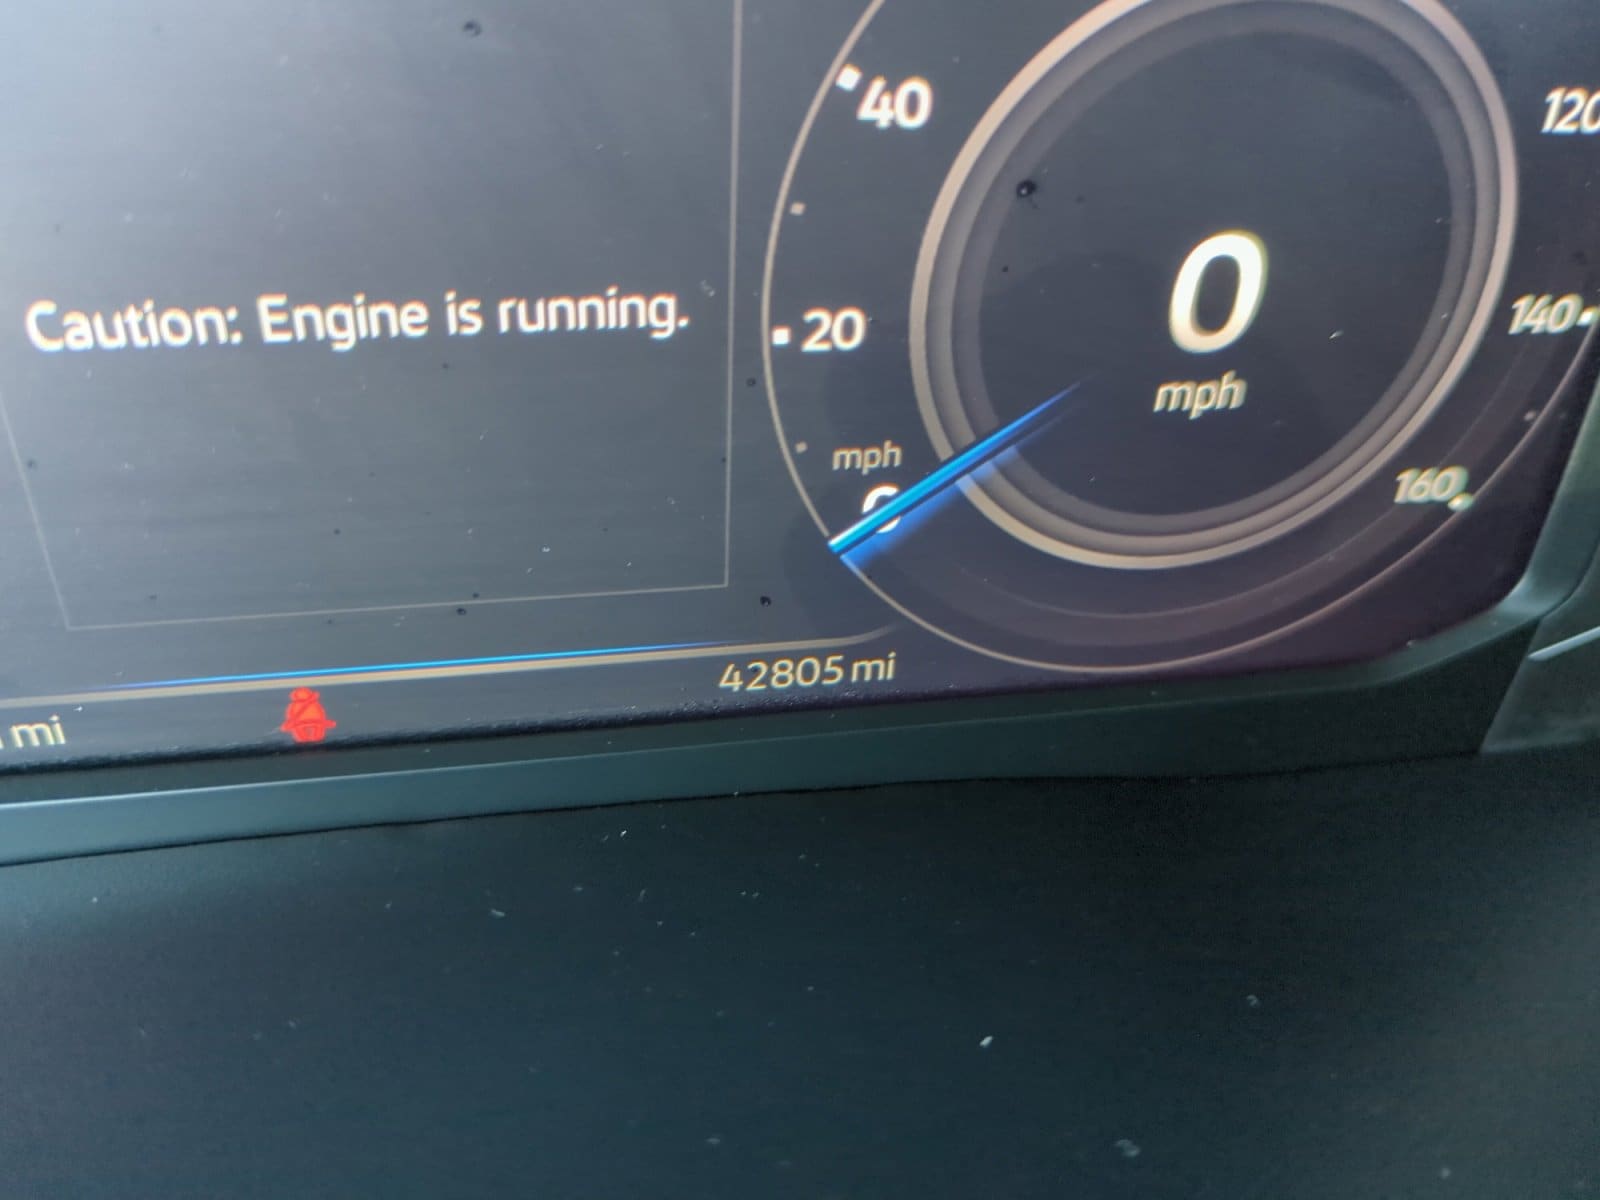 40
120
0
mph
Caution: Engine is running.
20
140
mph
160
42805 mi
mi